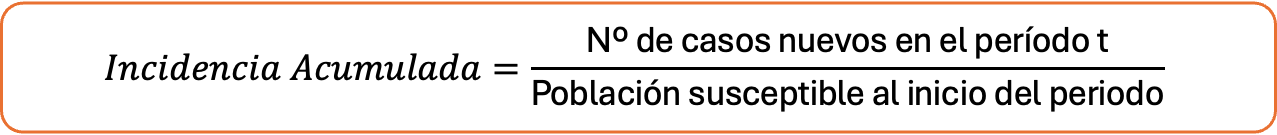 Incidencia Acumulada = Nº de casos nuevos en el período t
Población susceptible al inicio del periodo